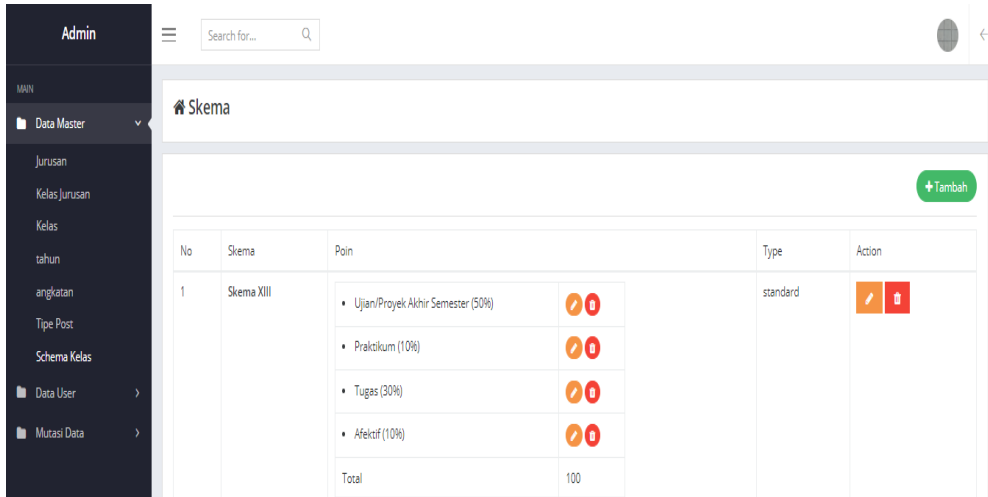 Admin
Search for...
MAIN
Data Master
Jurusan
Kelas Jurusan
Kelas
tahun
angkatan
Tipe Post
Schema Kelas
Data User
Mutasi Data
Skema
+Tambah
No Skema Poin Type Action
1 Skema XIII standard
• Ujian/Proyek Akhir Semester (50%)
• Praktikum (10%)
• Tugas (30%)
• Afektif (10%)
Total 100